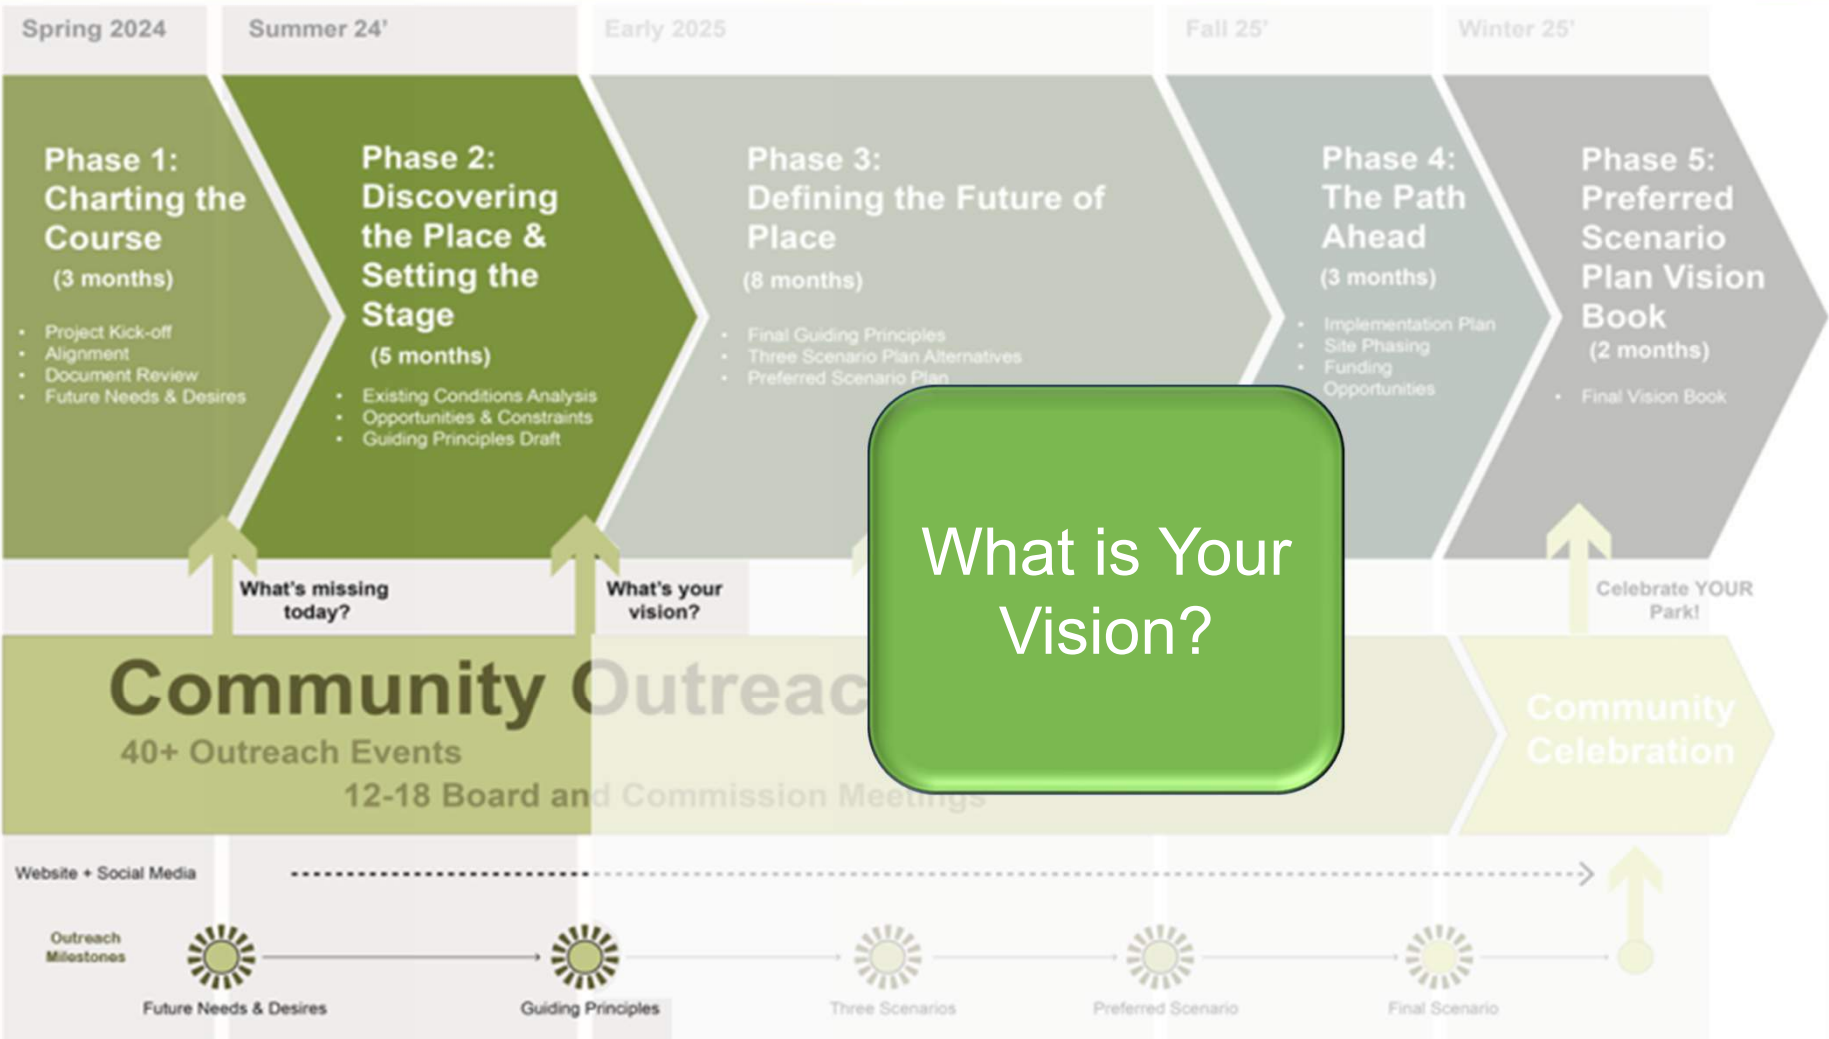 Spring 2024
Summer 24’
Early 2025
Fall 25’
Winter 25’
Phase 1:
Charting the
Course
(3 months)
• Project Kick-off
• Alignment
• Document Review
• Future Needs & Desires
Phase 2:
Discovering
the Place &
Setting the
Stage
(5 months)
• Existing Conditions Analysis
• Opportunities & Constraints
• Guiding Principles Draft
Phase 3:
Defining the Future of
Place
(8 months)
• Final Guiding Principles
• Three Scenario Plan Alternatives
• Preferred Scenario Plan
Phase 4:
The Path
Ahead
(3 months)
• Implementation Plan
• Site Phasing
• Funding
Opportunities
Phase 5:
Preferred
Scenario
Plan Vision
Book
(2 months)
• Final Vision Book
What is Your
Vision?
What’s missing
today?
What’s your
vision?
Celebrate YOUR
Park!
Community Outreac
40+ Outreach Events
12-18 Board and Commission Meetings
Community
Celebration
Website + Social Media
Outreach
Milestones
Future Needs & Desires
Guiding Principles
Three Scenarios
Preferred Scenario
Final Scenario